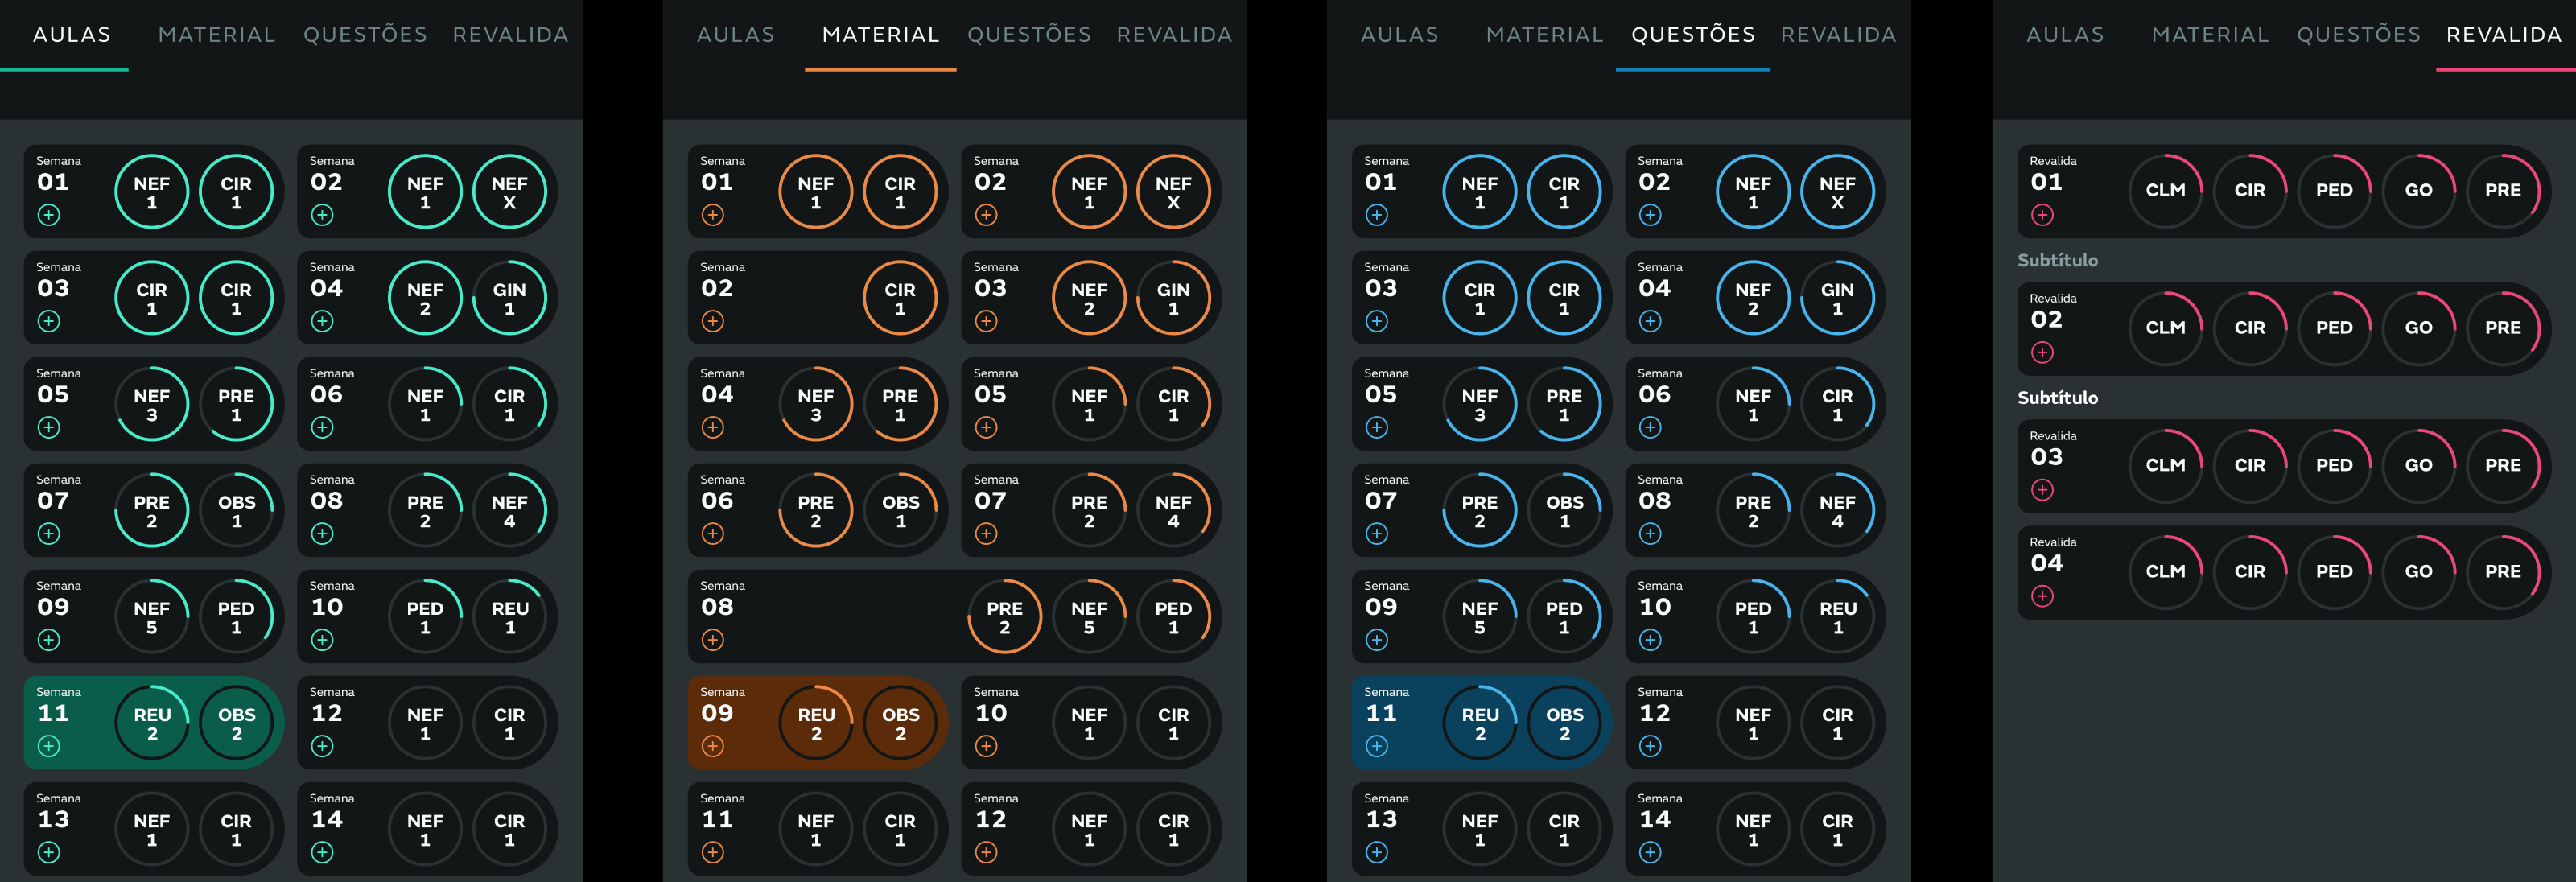 AULAS MATERIAL QUESTÕES REVALIDA
Semana
01
NEF
1
CIR
1
Semana
02
NEF
1
NEF
X
Semana
03
CIR
1
CIR
1
Semana
04
NEF
2
GIN
1
Semana
05
NEF
3
PRE
1
Semana
06
NEF
1
CIR
1
Semana
07
PRE
2
OBS
1
Semana
08
PRE
2
NEF
4
Semana
09
NEF
5
PED
1
Semana
10
PED
1
REU
1
Semana
11
REU
2
OBS
2
Semana
12
NEF
1
CIR
1
Semana
13
NEF
1
CIR
1
Semana
14
NEF
1
CIR
1
AULAS MATERIAL QUESTÕES REVALIDA
Semana
01
NEF
1
CIR
1
Semana
02
NEF
1
NEF
X
Semana
02
CIR
1
Semana
03
NEF
2
GIN
1
Semana
04
NEF
3
PRE
1
Semana
05
NEF
1
CIR
1
Semana
06
PRE
2
OBS
1
Semana
07
PRE
2
NEF
4
Semana
08
PRE
2
NEF
5
PED
1
Semana
09
REU
2
OBS
2
Semana
10
NEF
1
CIR
1
Semana
11
NEF
1
CIR
1
Semana
12
NEF
1
CIR
1
AULAS MATERIAL QUESTÕES REVALIDA
Semana
01
NEF
1
CIR
1
Semana
02
NEF
1
NEF
X
Semana
03
CIR
1
CIR
1
Semana
04
NEF
2
GIN
1
Semana
05
NEF
3
PRE
1
Semana
06
NEF
1
CIR
1
Semana
07
PRE
2
OBS
1
Semana
08
PRE
2
NEF
4
Semana
09
NEF
5
PED
1
Semana
10
PED
1
REU
1
Semana
11
REU
2
OBS
2
Semana
12
NEF
1
CIR
1
Semana
13
NEF
1
CIR
1
Semana
14
NEF
1
CIR
1
AULAS MATERIAL QUESTÕES REVALIDA
Revalida
01
CLM CIR PED GO PRE
Subtítulo
Revalida
02
CLM CIR PED GO PRE
Subtítulo
Revalida
03
CLM CIR PED GO PRE
Revalida
04
CLM CIR PED GO PRE